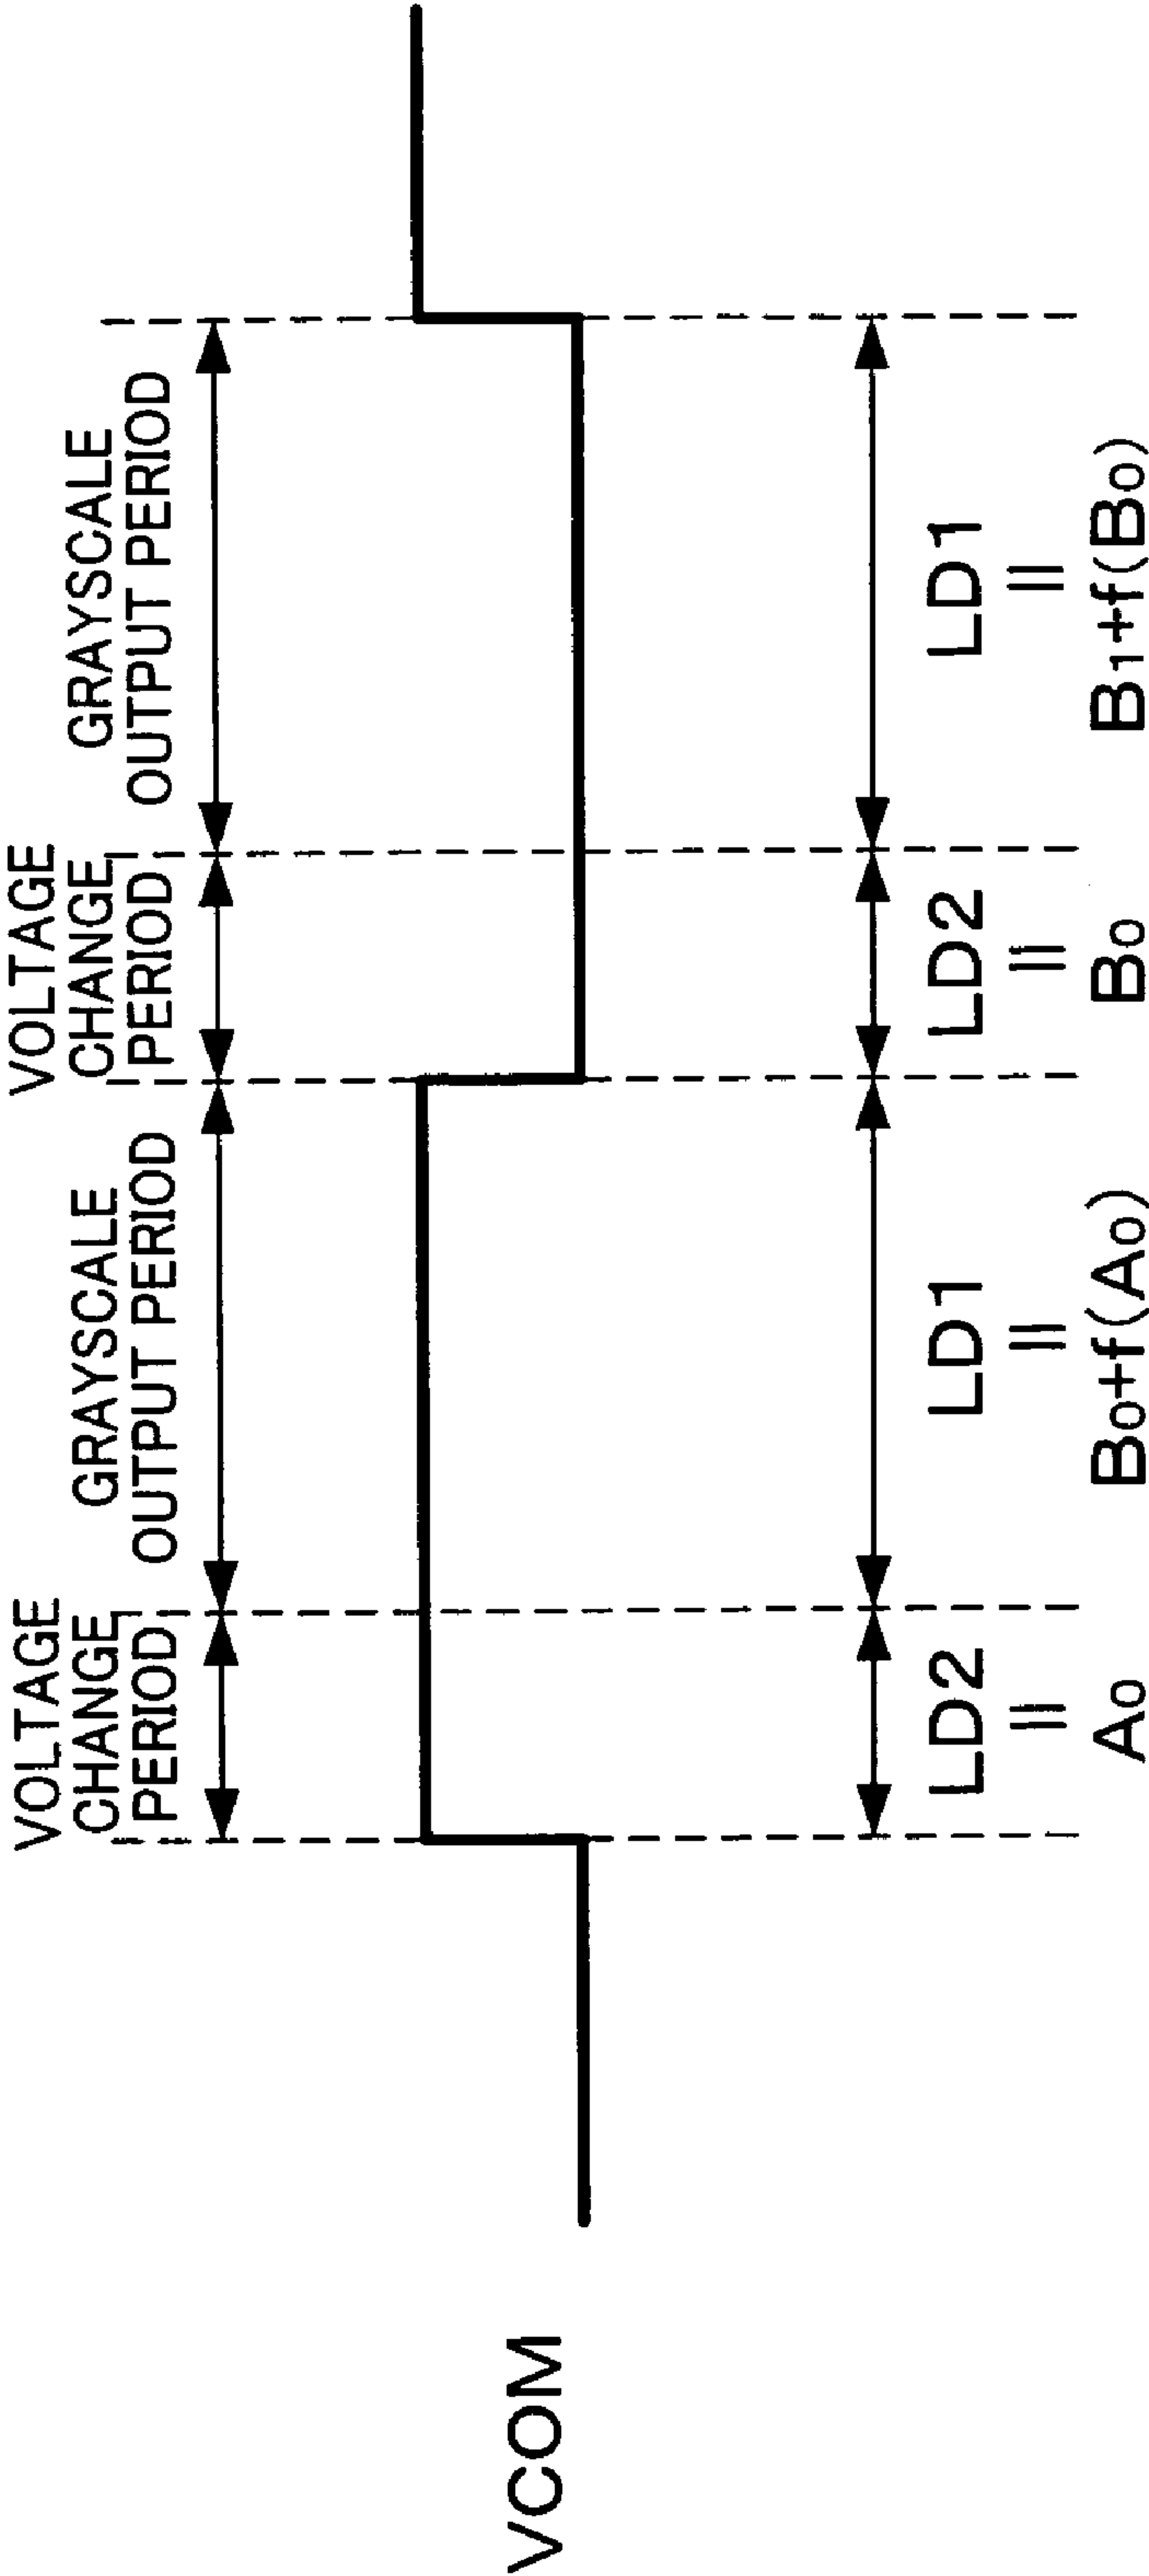 VOLTAGE
CHANGE
PERIOD
GRAYSCALE
OUTPUT PERIOD
VOLTAGE
CHANGE
PERIOD
GRAYSCALE
OUTPUT PERIOD
VCOM
LD2
=
A0
LD1
=
B0+f(A0)
LD2
=
B0
LD1
=
B1+f(B0)